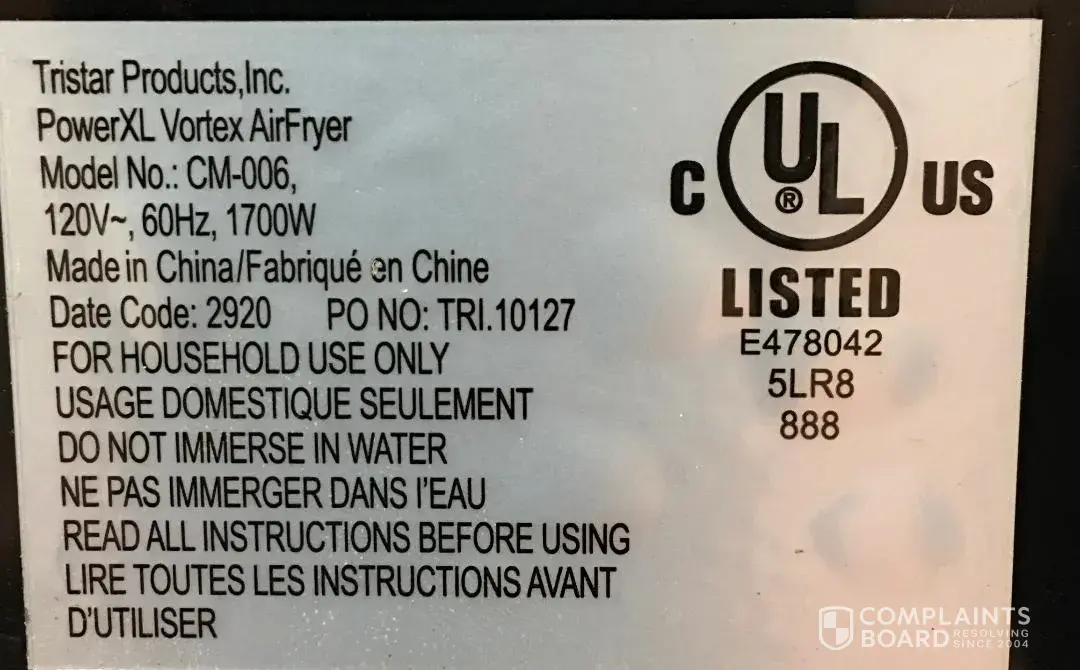 Tristar Products,Inc.
PowerXL Vortex AirFryer
Model No.: CM-006,
120V~, 60Hz, 1700W
Made in China/Fabriqué en Chine
Date Code: 2920 PO NO: TRI.10127
FOR HOUSEHOLD USE ONLY
USAGE DOMESTIQUE SEULEMENT
DO NOT IMMERSE IN WATER
NE PAS IMMERGER DANS l'EAU
READ ALL INSTRUCTIONS BEFORE USING
LIRE TOUTES LES INSTRUCTIONS AVANT
D'UTILISER
C UL® US
LISTED
E478042
5LR8
888
COMPLAINTS
BOARD RESOLVING
SINCE 2004